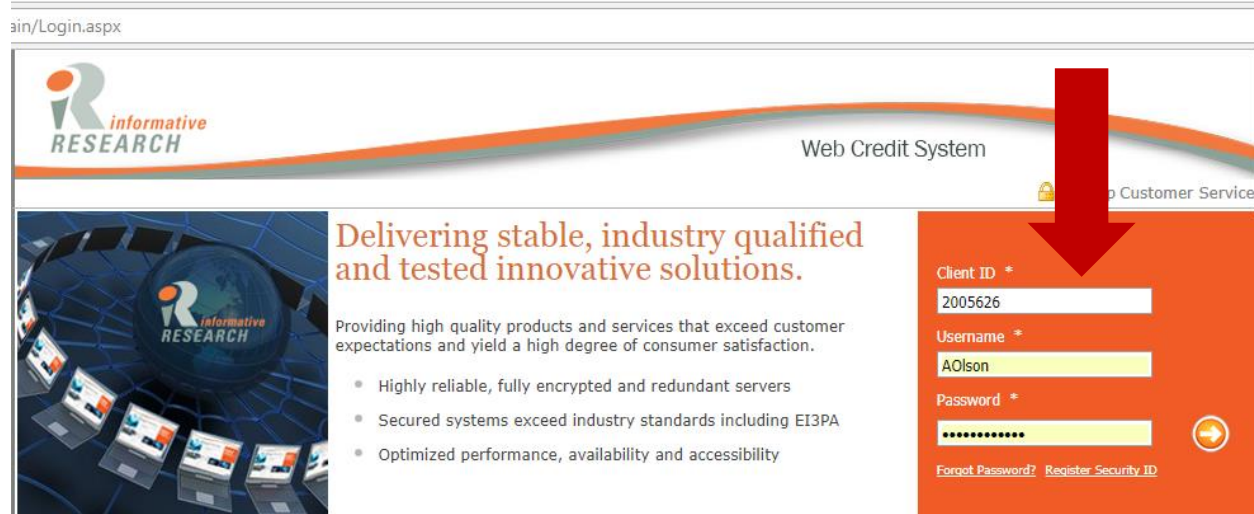 ain/Login.aspx
informative
RESEARCH
Web Credit System
p Customer Service
Delivering stable, industry qualified
and tested innovative solutions.
informative
RESEARCH
Providing high quality products and services that exceed customer
expectations and yield a high degree of consumer satisfaction.
• Highly reliable, fully encrypted and redundant servers
• Secured systems exceed industry standards including EI3PA
• Optimized performance, availability and accessibility
Client ID *
2005626
Username *
AOlson
Password *
••••••••••••
Forgot Password? Register Security ID